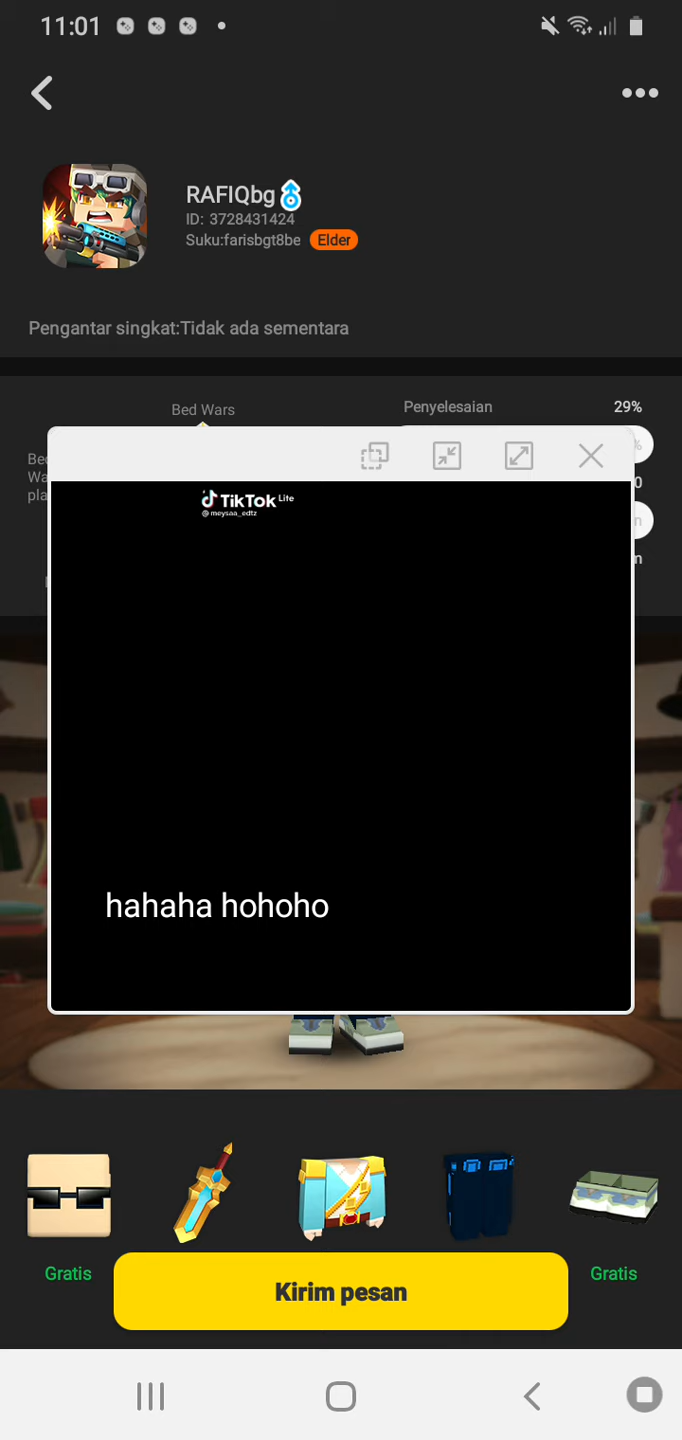 11:01
RAFIQbg
ID: 3728431424
Suku:farisbgt8be Elder
Pengantar singkat:Tidak ada sementara
Bed Wars
Penyelesaian 29%
TikTok Lite
@meysaa_edtz
hahaha hohoho
Gratis
Kirim pesan
Gratis